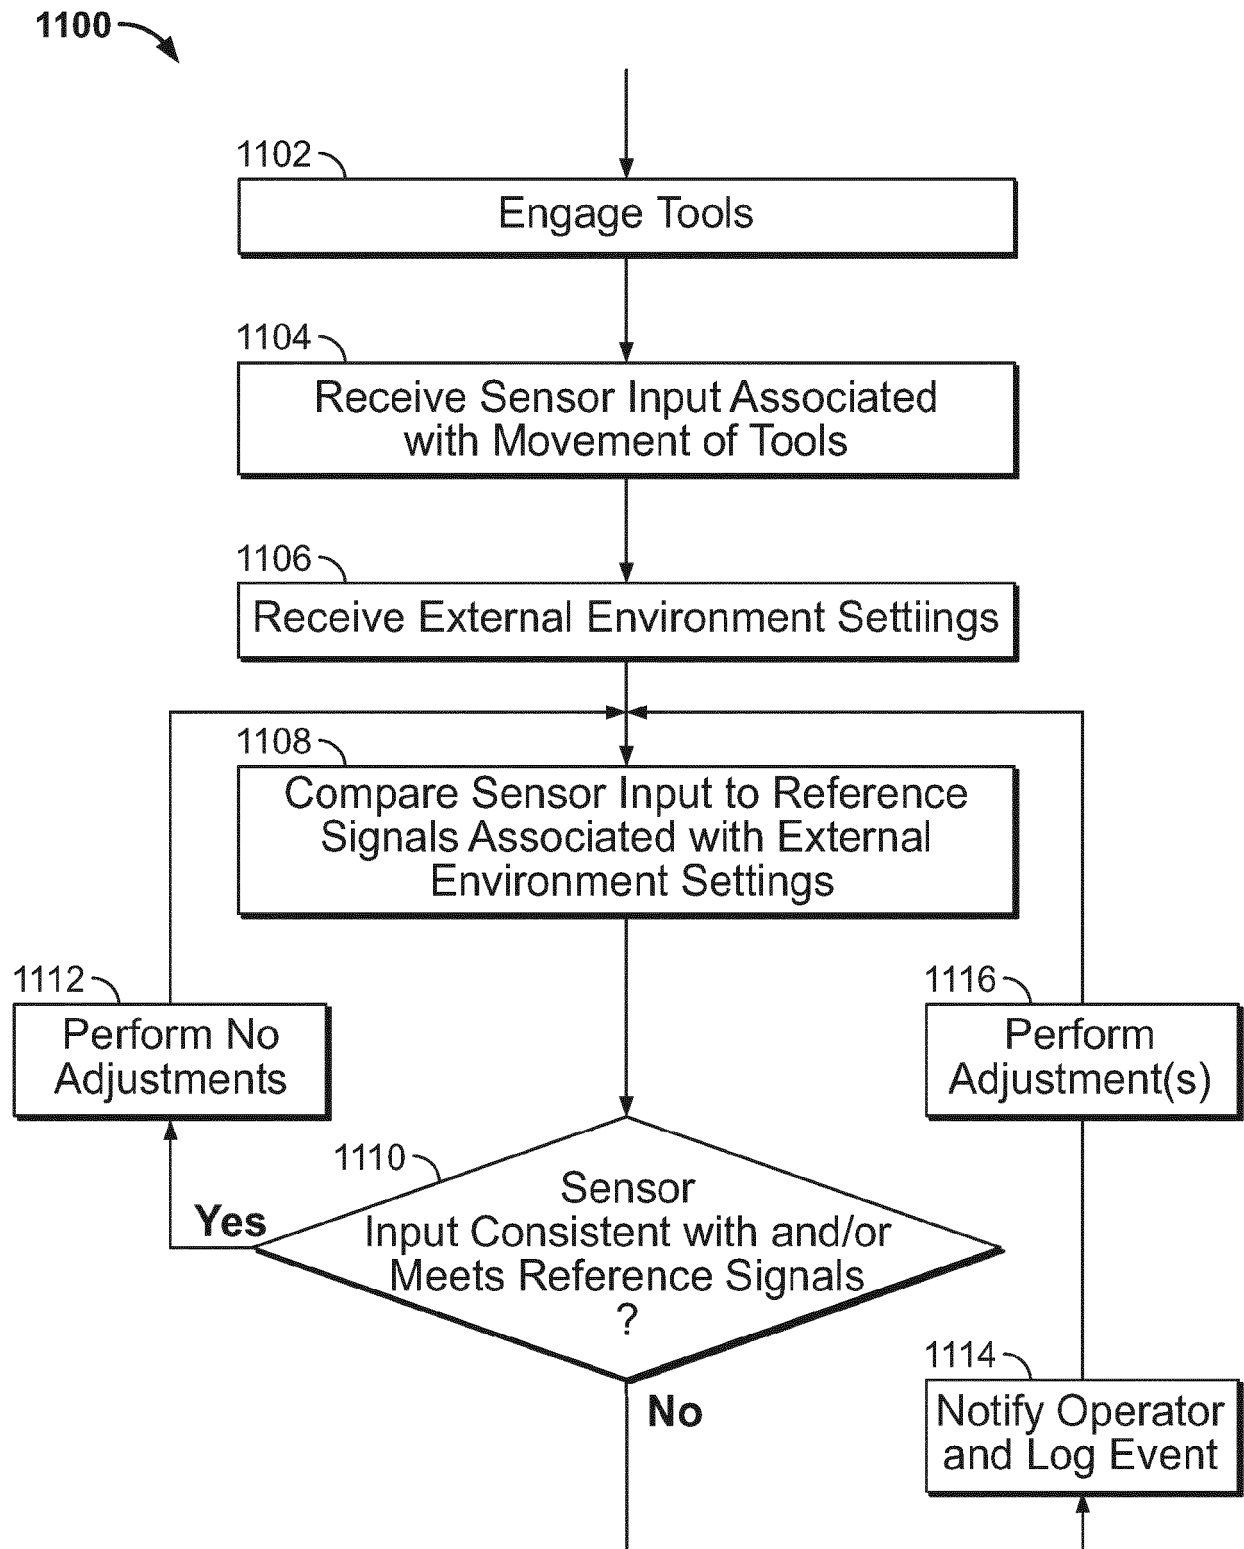 1100
1102
Engage Tools
1104
Receive Sensor Input Associated
with Movement of Tools
1106
Receive External Environment Settiings
1108
Compare Sensor Input to Reference
Signals Associated with External
Environment Settings
1112
Perform No
Adjustments
1116
Perform
Adjustment(s)
1110
Sensor
Input Consistent with and/or
Meets Reference Signals
?
Yes
No
1114
Notify Operator
and Log Event